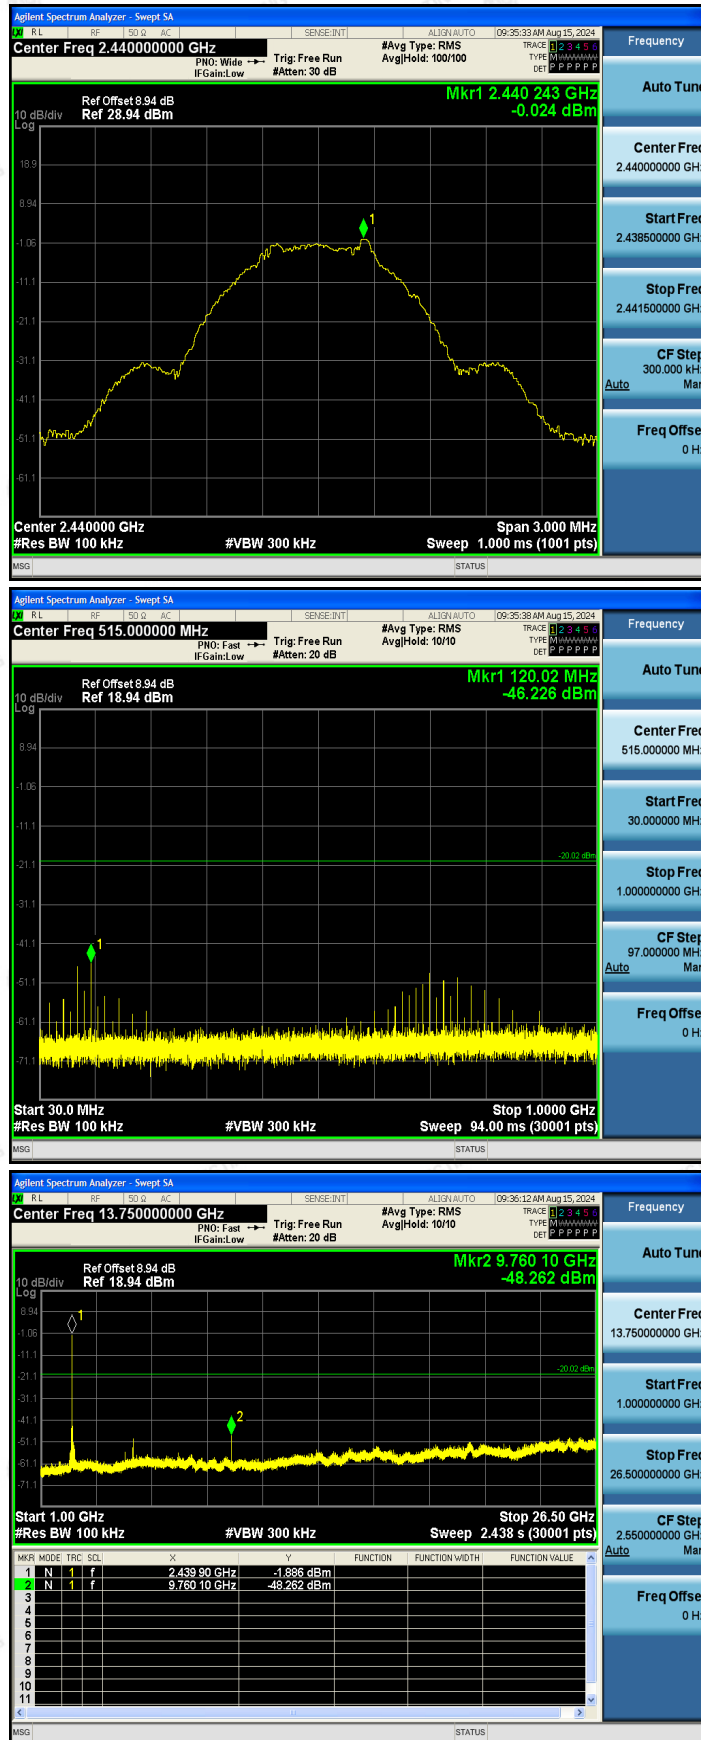 Agilent Spectrum Analyzer - Swept SA
LXI RL RF 50 Ω AC SENSE:INT ALIGN AUTO 09:35:33 AM Aug 15, 2024
Center Freq 2.440000000 GHz #Avg Type: RMS TRACE 1 2 3 4 5 6
PNO: Wide Trig: Free Run Avg|Hold: 100/100 TYPE M
IFGain:Low #Atten: 30 dB DET P P P P P P
Frequency
Auto Tune
Mkr1 2.440 243 GHz
-0.024 dBm
Ref Offset 8.94 dB
10 dB/div Ref 28.94 dBm
Log
18.9
8.94
-1.06
-11.1
-21.1
-31.1
-41.1
-51.1
-61.1
1
Center Freq
2.440000000 GHz
Start Freq
2.438500000 GHz
Stop Freq
2.441500000 GHz
CF Step
300.000 kHz
Auto Man
Freq Offset
0 Hz
Center 2.440000 GHz Span 3.000 MHz
#Res BW 100 kHz #VBW 300 kHz Sweep 1.000 ms (1001 pts)
MSG STATUS
Agilent Spectrum Analyzer - Swept SA
LXI RL RF 50 Ω AC SENSE:INT ALIGN AUTO 09:35:38 AM Aug 15, 2024
Center Freq 515.000000 MHz #Avg Type: RMS TRACE 1 2 3 4 5 6
PNO: Fast Trig: Free Run Avg|Hold: 10/10 TYPE M
IFGain:Low #Atten: 20 dB DET P P P P P P
Frequency
Auto Tune
Mkr1 120.02 MHz
-46.226 dBm
Ref Offset 8.94 dB
10 dB/div Ref 18.94 dBm
Log
8.94
-1.06
-11.1
-21.1
-31.1
-41.1
-51.1
-61.1
-71.1
-20.02 dBm
1
Center Freq
515.000000 MHz
Start Freq
30.000000 MHz
Stop Freq
1.000000000 GHz
CF Step
97.000000 MHz
Auto Man
Freq Offset
0 Hz
Start 30.0 MHz Stop 1.0000 GHz
#Res BW 100 kHz #VBW 300 kHz Sweep 94.00 ms (30001 pts)
MSG STATUS
Agilent Spectrum Analyzer - Swept SA
LXI RL RF 50 Ω AC SENSE:INT ALIGN AUTO 09:36:12 AM Aug 15, 2024
Center Freq 13.750000000 GHz #Avg Type: RMS TRACE 1 2 3 4 5 6
PNO: Fast Trig: Free Run Avg|Hold: 10/10 TYPE M
IFGain:Low #Atten: 20 dB DET P P P P P P
Frequency
Auto Tune
Mkr2 9.760 10 GHz
-48.262 dBm
Ref Offset 8.94 dB
10 dB/div Ref 18.94 dBm
Log
8.94
-1.06
-11.1
-21.1
-31.1
-41.1
-51.1
-61.1
-71.1
-20.02 dBm
1
2
Center Freq
13.750000000 GHz
Start Freq
1.000000000 GHz
Stop Freq
26.500000000 GHz
CF Step
2.550000000 GHz
Auto Man
Freq Offset
0 Hz
Start 1.00 GHz Stop 26.50 GHz
#Res BW 100 kHz #VBW 300 kHz Sweep 2.438 s (30001 pts)
MKR MODE TRC SCL X Y FUNCTION FUNCTION WIDTH FUNCTION VALUE
1 N 1 f 2.439 90 GHz -1.886 dBm
2 N 1 f 9.760 10 GHz -48.262 dBm
3
4
5
6
7
8
9
10
11
MSG STATUS